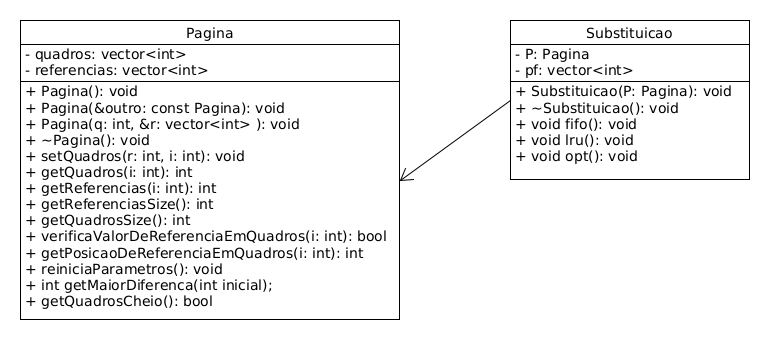 Pagina
- quadros: vector<int>
- referencias: vector<int>
+ Pagina(): void
+ Pagina(&outro: const Pagina): void
+ Pagina(q: int, &r: vector<int> ): void
+ ~Pagina(): void
+ setQuadros(r: int, i: int): void
+ getQuadros(i: int): int
+ getReferencias(i: int): int
+ getReferenciasSize(): int
+ getQuadrosSize(): int
+ verificaValorDeReferenciaEmQuadros(i: int): bool
+ getPosicaoDeReferenciaEmQuadros(i: int): int
+ reiniciaParametros(): void
+ int getMaiorDiferenca(int inicial);
+ getQuadrosCheio(): bool
Substituicao
- P: Pagina
- pf: vector<int>
+ Substituicao(P: Pagina): void
+ ~Substituicao(): void
+ void fifo(): void
+ void lru(): void
+ void opt(): void